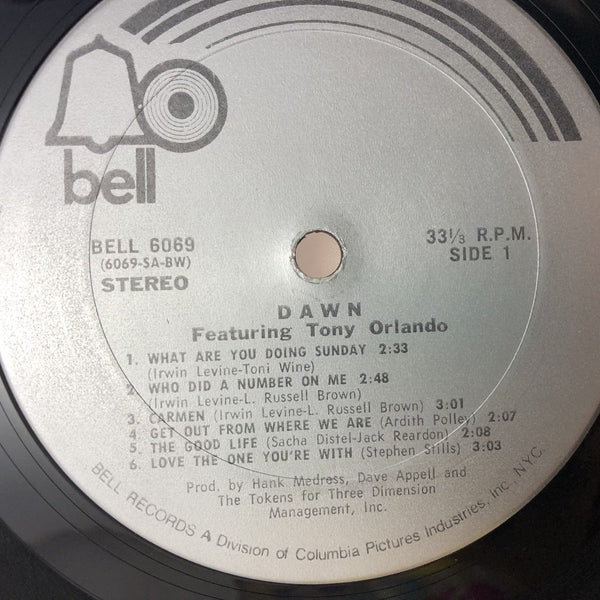 bell
BELL 6069
(6069-SA-BW)
STEREO
33⅓ R.P.M.
SIDE 1
DAWN
Featuring Tony Orlando
1. WHAT ARE YOU DOING SUNDAY 2:33
(Irwin Levine-Toni Wine)
2. WHO DID A NUMBER ON ME 2:48
(Irwin Levine-L. Russell Brown)
3. CARMEN (Irwin Levine-L. Russell Brown) 3:01
4. GET OUT FROM WHERE WE ARE (Ardith Polley) 2:07
5. THE GOOD LIFE (Sacha Distel-Jack Reardon) 2:08
6. LOVE THE ONE YOU'RE WITH (Stephen Stills) 3:03
Prod. by Hank Medress, Dave Appell and
The Tokens for Three Dimension
Management, Inc.
BELL RECORDS A Division of Columbia Pictures Industries, Inc., N.Y.C.